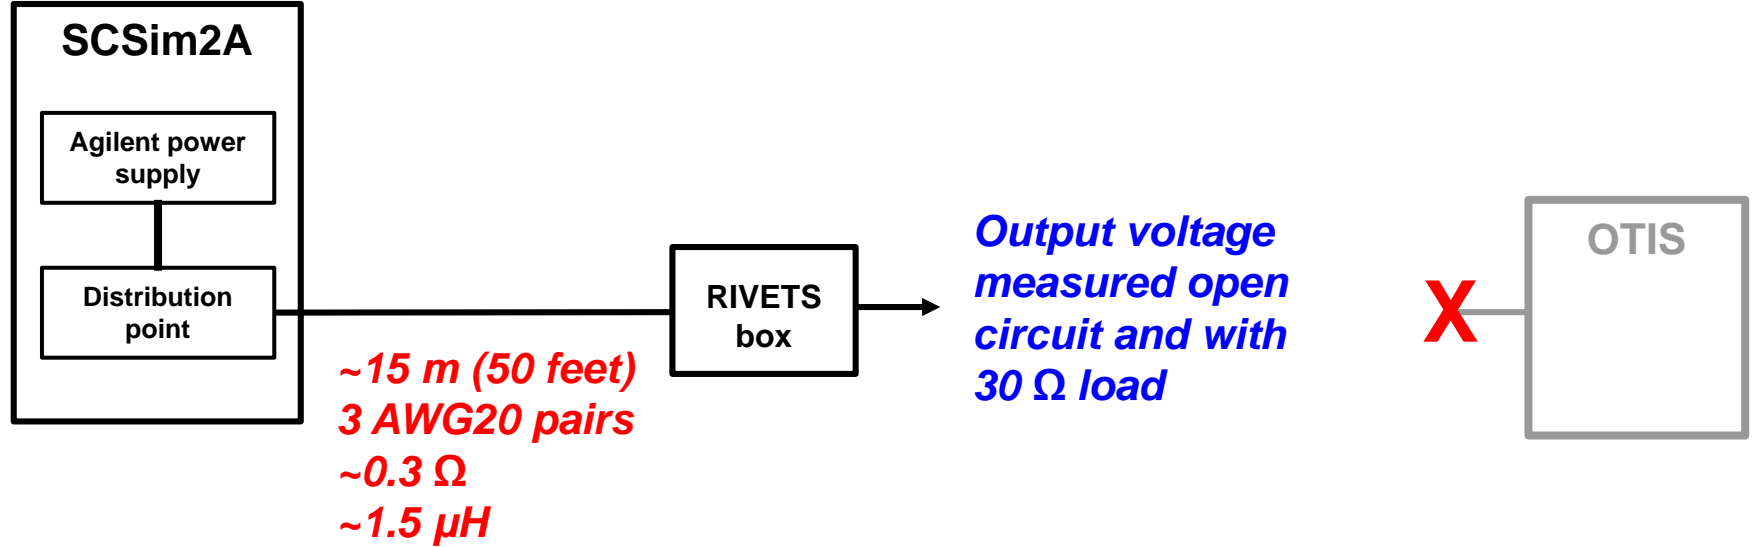 SCSim2A
Agilent power
supply
Distribution
point
~15 m (50 feet)
3 AWG20 pairs
~0.3 Ω
~1.5 µH
RIVETS
box
Output voltage
measured open
circuit and with
30 Ω load
X
OTIS